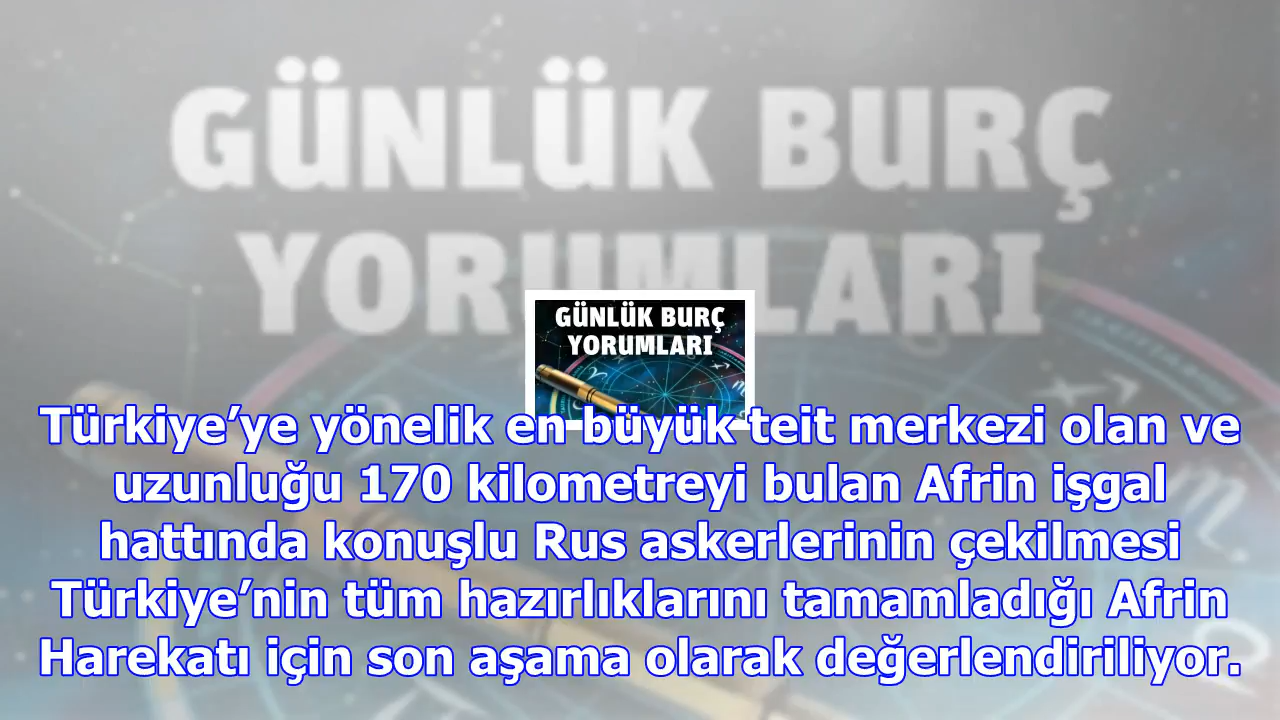 GÜNLÜK BURÇ
YORUMLARI
GÜNLÜK BURÇ
YORUMLARI
Türkiye’ye yönelik en büyük teit merkezi olan ve
uzunluğu 170 kilometreyi bulan Afrin işgal
hattında konuşlu Rus askerlerinin çekilmesi
Türkiye’nin tüm hazırlıklarını tamamladığı Afrin
Harekatı için son aşama olarak değerlendiriliyor.